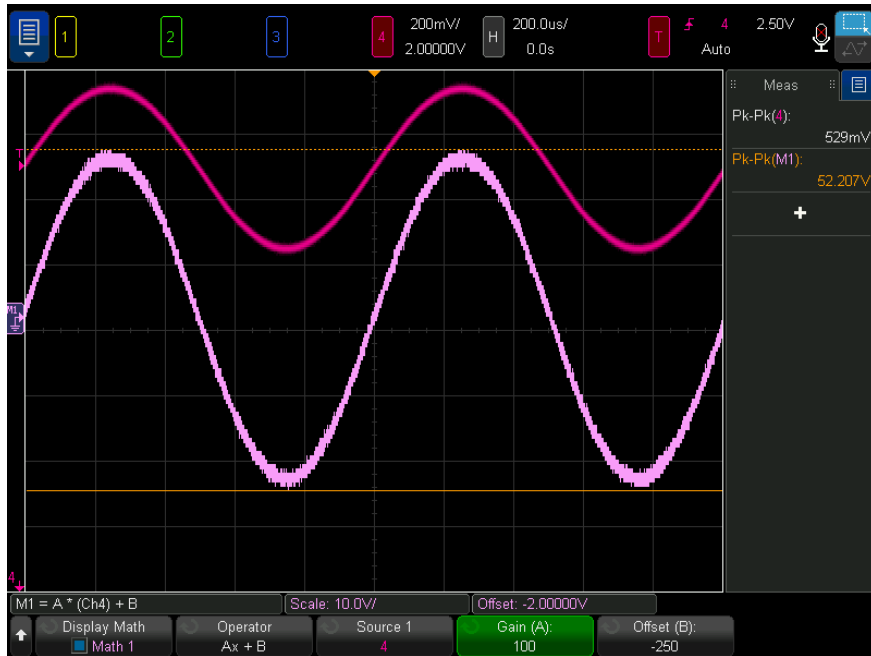 1 2 3 4 200mV/ 2.00000V H 200.0us/ 0.0s T 4 2.50V Auto
Meas
Pk-Pk(4):
529mV
Pk-Pk(M1):
52.207V
+
T
M1
4
M1 = A * (Ch4) + B Scale: 10.0V/ Offset: -2.00000V
Display Math Operator Source 1 Gain (A): Offset (B):
Math 1 Ax + B 4 100 -250